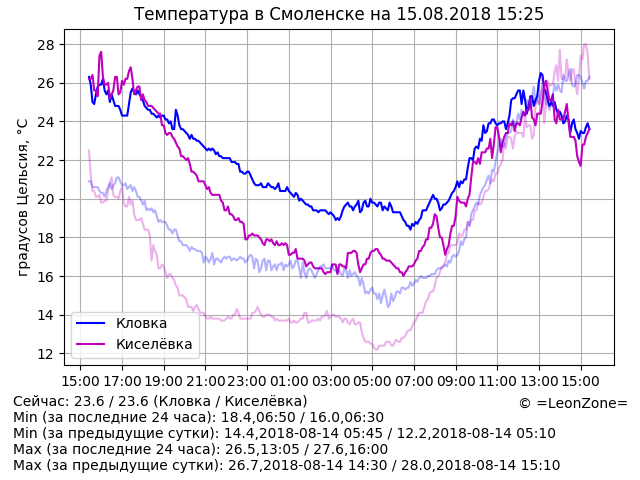 Температура в Смоленске на 15.08.2018 15:25
градусов Цельсия, °C
28
26
24
22
20
18
16
14
12
Кловка
Киселёвка
15:00 17:00 19:00 21:00 23:00 01:00 03:00 05:00 07:00 09:00 11:00 13:00 15:00
Сейчас: 23.6 / 23.6 (Кловка / Киселёвка)
© =LeonZone=
Min (за последние 24 часа): 18.4,06:50 / 16.0,06:30
Min (за предыдущие сутки): 14.4,2018-08-14 05:45 / 12.2,2018-08-14 05:10
Max (за последние 24 часа): 26.5,13:05 / 27.6,16:00
Max (за предыдущие сутки): 26.7,2018-08-14 14:30 / 28.0,2018-08-14 15:10